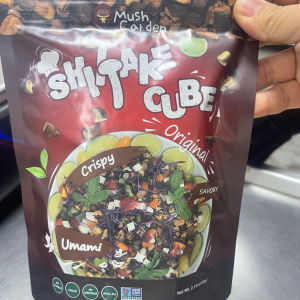 Mush
Garden
SHIITAKE
CUBE
Original
Crispy
SAVORY
Umami